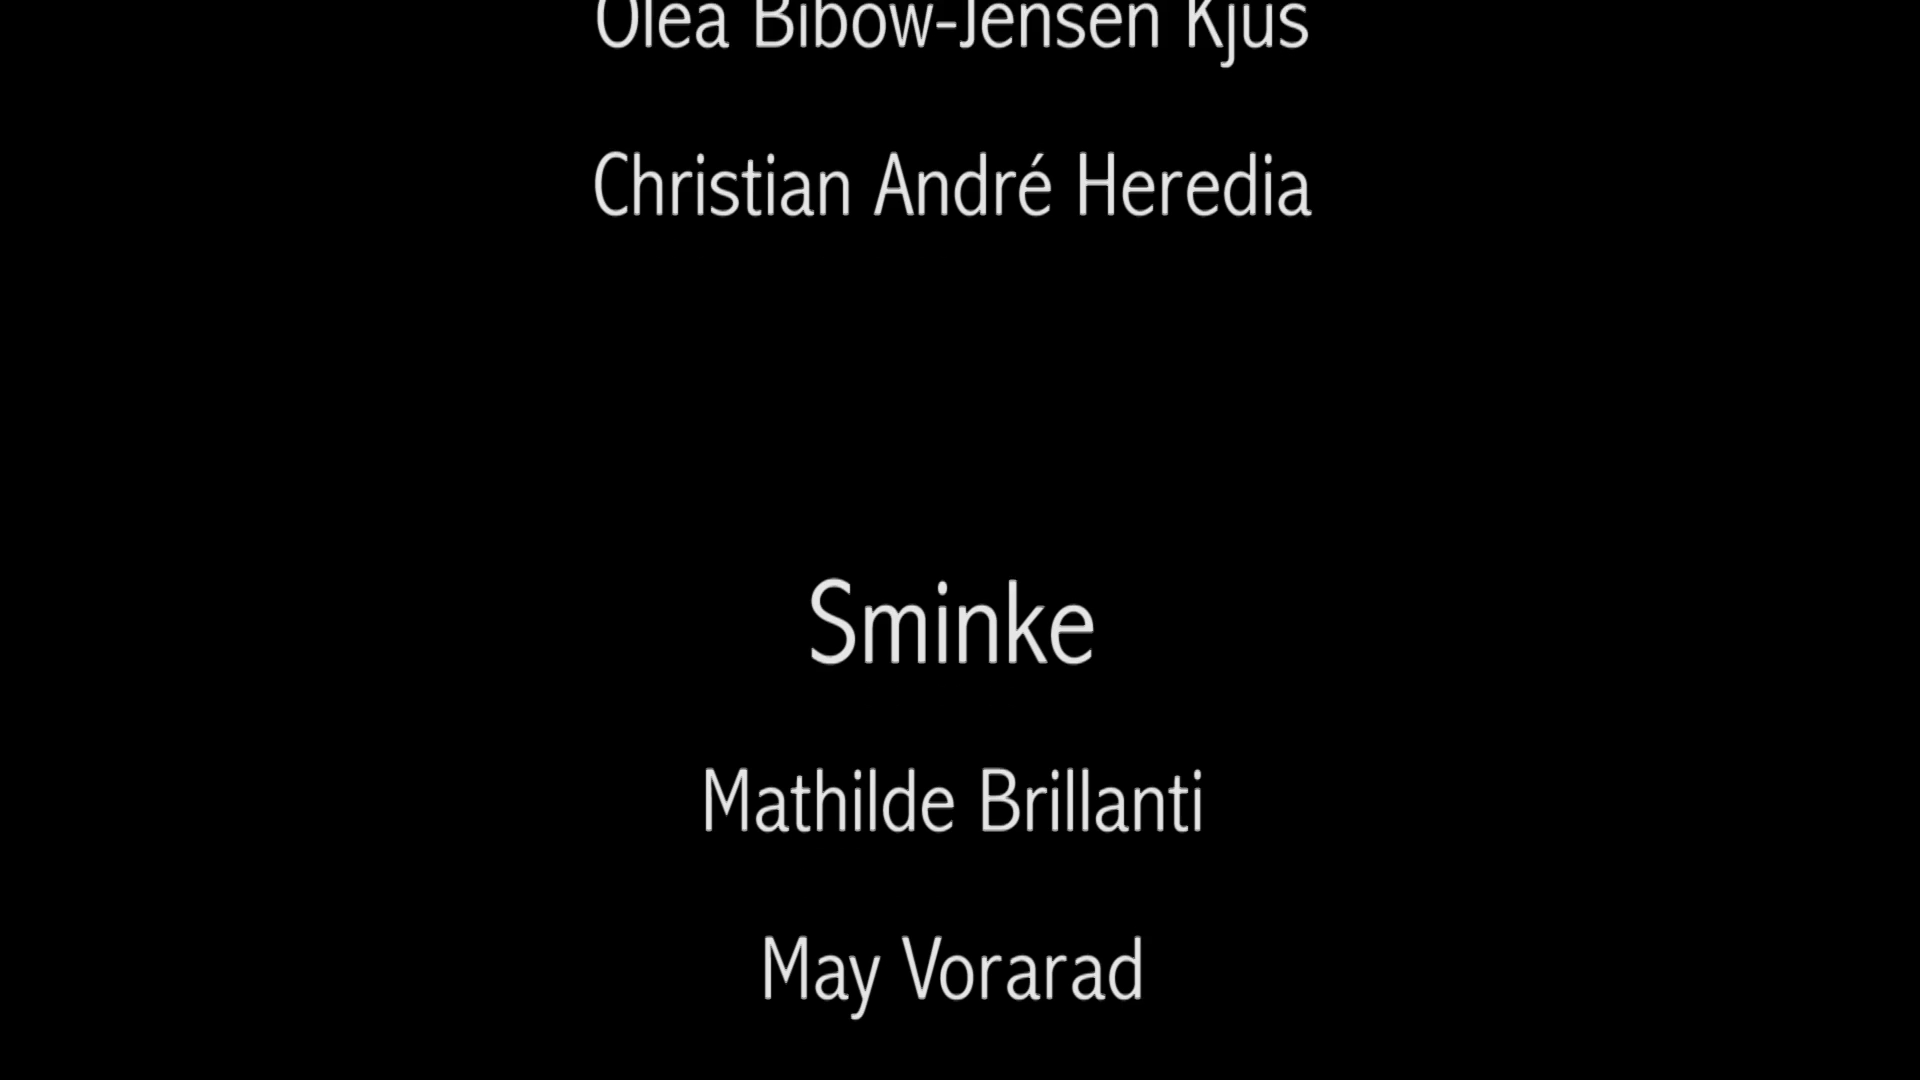 Olea Bibow-Jensen Kjus
Christian André Heredia
Sminke
Mathilde Brillanti
May Vorarad